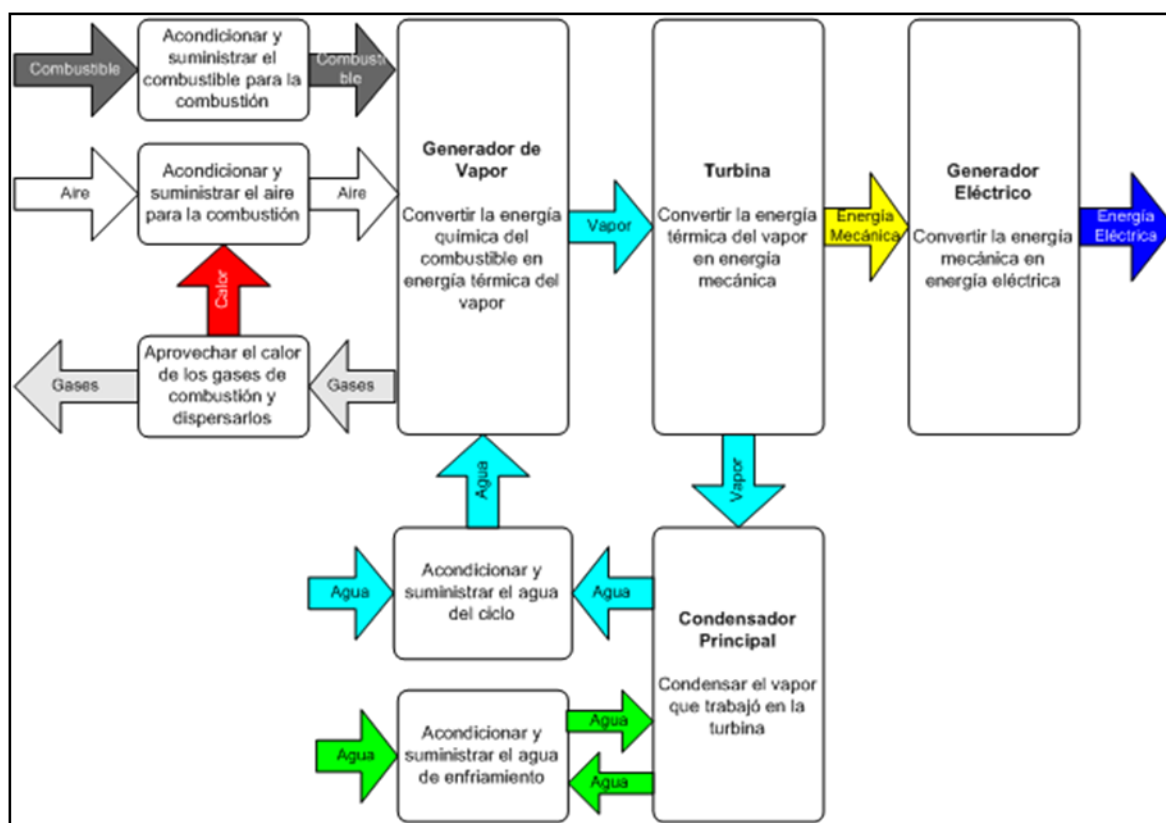 Combustible
Acondicionar y
suministrar el
combustible para la
combustión
Combusti
ble
Aire
Acondicionar y
suministrar el aire
para la combustión
Aire
Calor
Gases
Aprovechar el calor
de los gases de
combustión y
dispersarlos
Gases
Generador de
Vapor
Convertir la energía
química del
combustible en
energía térmica del
vapor
Vapor
Turbina
Convertir la energía
térmica del vapor
en energía
mecánica
Energía
Mecánica
Generador
Eléctrico
Convertir la energía
mecánica en
energía eléctrica
Energía
Eléctrica
Agua
Vapor
Agua
Acondicionar y
suministrar el agua
del ciclo
Agua
Condensador
Principal
Condensar el vapor
que trabajó en la
turbina
Agua
Acondicionar y
suministrar el agua
de enfriamiento
Agua
Agua